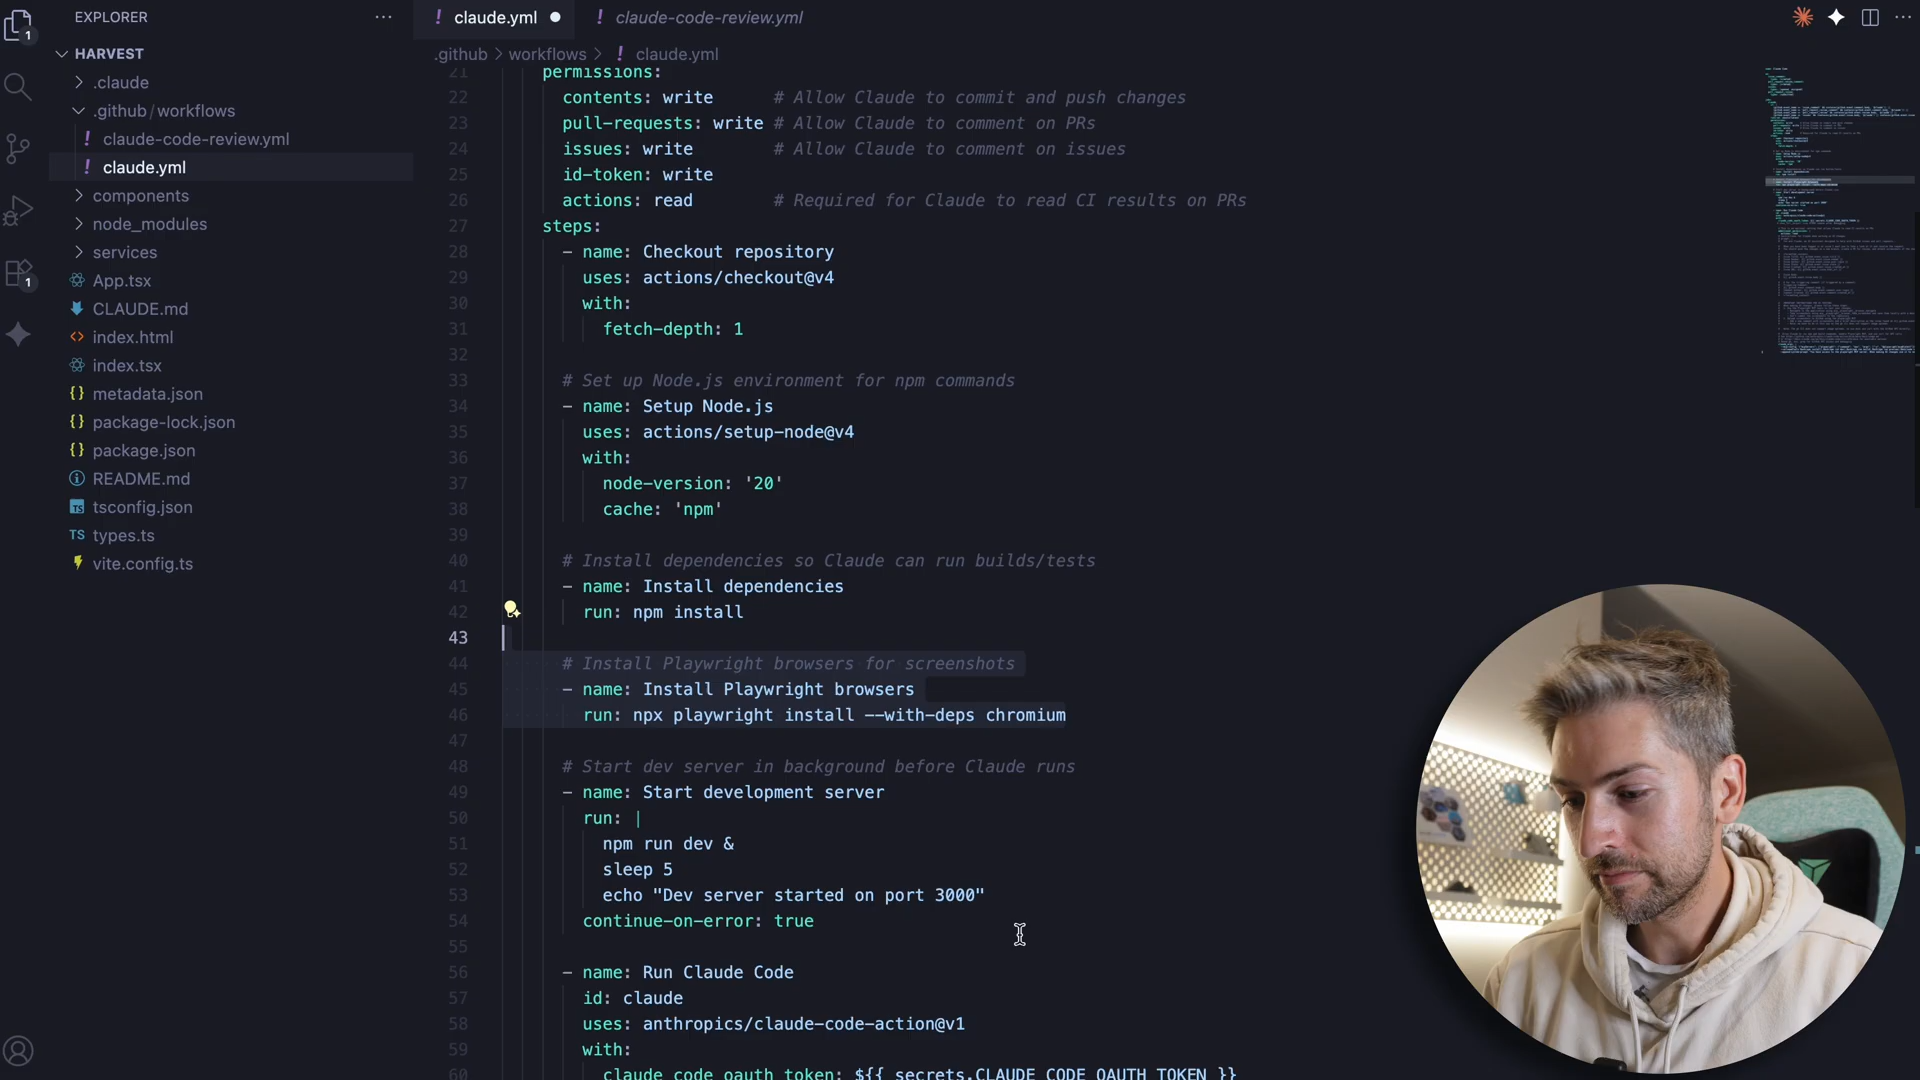 EXPLORER
HARVEST
.claude
.github/workflows
claude-code-review.yml
claude.yml
components
node_modules
services
App.tsx
CLAUDE.md
index.html
index.tsx
metadata.json
package-lock.json
package.json
README.md
tsconfig.json
types.ts
vite.config.ts
1
1
TS
claude.yml
claude-code-review.yml
.github > workflows > ! claude.yml
21 permissions:
22 contents: write # Allow Claude to commit and push changes
23 pull-requests: write # Allow Claude to comment on PRs
24 issues: write # Allow Claude to comment on issues
25 id-token: write
26 actions: read # Required for Claude to read CI results on PRs
27 steps:
28 - name: Checkout repository
29 uses: actions/checkout@v4
30 with:
31 fetch-depth: 1
32
33 # Set up Node.js environment for npm commands
34 - name: Setup Node.js
35 uses: actions/setup-node@v4
36 with:
37 node-version: '20'
38 cache: 'npm'
39
40 # Install dependencies so Claude can run builds/tests
41 - name: Install dependencies
42 run: npm install
43
44 # Install Playwright browsers for screenshots
45 - name: Install Playwright browsers
46 run: npx playwright install --with-deps chromium
47
48 # Start dev server in background before Claude runs
49 - name: Start development server
50 run: |
51 npm run dev &
52 sleep 5
53 echo "Dev server started on port 3000"
54 continue-on-error: true
55
56 - name: Run Claude Code
57 id: claude
58 uses: anthropics/claude-code-action@v1
59 with:
60 claude_code_oauth_token: ${{ secrets.CLAUDE_CODE_OAUTH_TOKEN }}